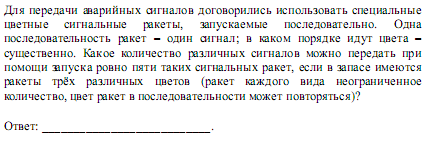 Для передачи аварийных сигналов договорились использовать специальные
цветные сигнальные ракеты, запускаемые последовательно. Одна
последовательность ракет – один сигнал; в каком порядке идут цвета –
существенно. Какое количество различных сигналов можно передать при
помощи запуска ровно пяти таких сигнальных ракет, если в запасе имеются
ракеты трёх различных цветов (ракет каждого вида неограниченное
количество, цвет ракет в последовательности может повторяться)?
Ответ: ___________________________.